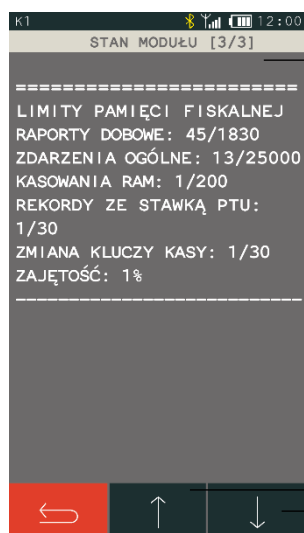 K1 12:00
STAN MODUŁU [3/3]
========================
LIMITY PAMIĘCI FISKALNEJ
RAPORTY DOBOWE: 45/1830
ZDARZENIA OGÓLNE: 13/25000
KASOWANIA RAM: 1/200
REKORDY ZE STAWKĄ PTU:
1/30
ZMIANA KLUCZY KASY: 1/30
ZAJĘTOŚĆ: 1%
------------------------